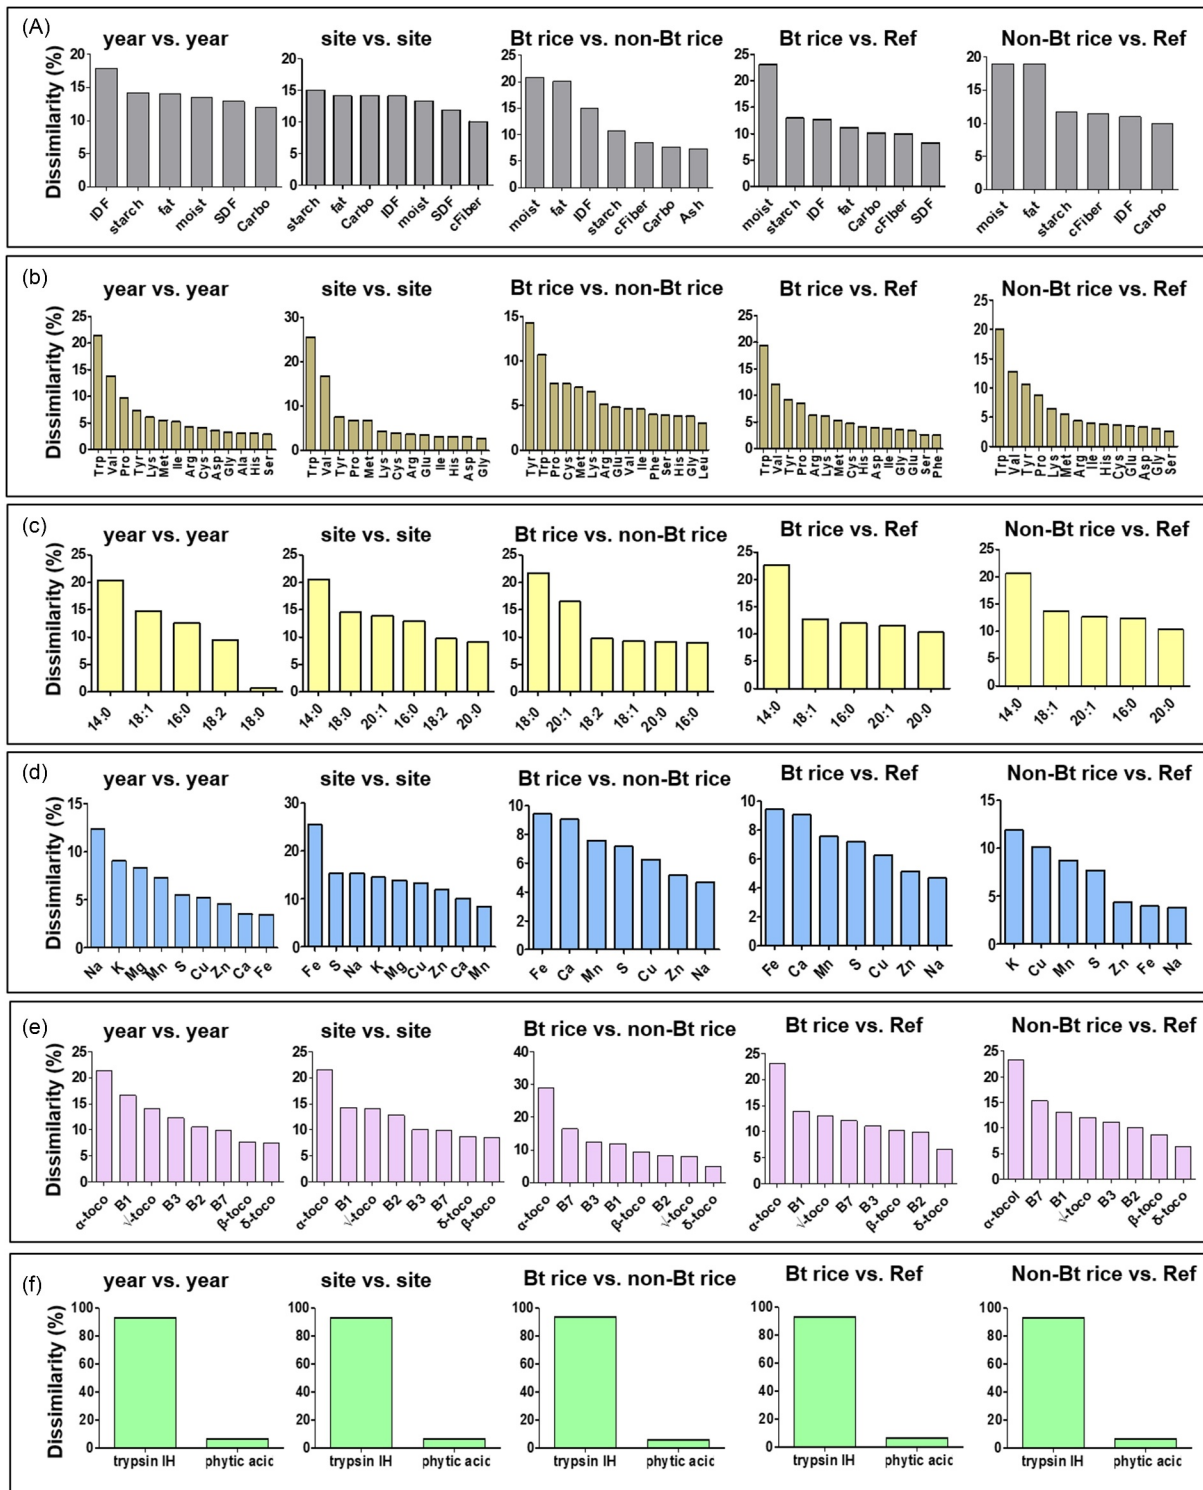 (A)
year vs. year
site vs. site
Bt rice vs. non-Bt rice
Bt rice vs. Ref
Non-Bt rice vs. Ref
Dissimilarity (%)
20 15 10 5 0
IDF starch fat moist SDF Carbo
20 15 10 5 0
starch fat Carbo IDF moist SDF cFiber
25 20 15 10 5 0
moist fat IDF starch cFiber Carbo Ash
25 20 15 10 5 0
moist starch IDF fat Carbo cFiber SDF
20 15 10 5 0
moist fat starch cFiber IDF Carbo
(b)
year vs. year
site vs. site
Bt rice vs. non-Bt rice
Bt rice vs. Ref
Non-Bt rice vs. Ref
Dissimilarity (%)
25 20 15 10 5 0
Trp Val Pro Tyr Lys Met Ile Arg Cys Asp Gly Ala His Ser
30 20 10 0
Trp Val Tyr Pro Met Lys Cys Arg Glu Ile His Asp Gly
15 10 5 0
Tyr Trp Pro Cys Met Lys Arg Glu Val Ile Phe Ser His Gly Leu
25 20 15 10 5 0
Trp Val Tyr Pro Arg Lys Met Cys His Asp Ile Gly Glu Ser Phe
25 20 15 10 5 0
Trp Val Tyr Pro Lys Met Arg Ile His Cys Glu Asp Gly Ser
(c)
year vs. year
site vs. site
Bt rice vs. non-Bt rice
Bt rice vs. Ref
Non-Bt rice vs. Ref
Dissimilarity (%)
25 20 15 10 5 0
14:0 18:1 16:0 18:2 18:0
25 20 15 10 5 0
14:0 18:0 20:1 16:0 18:2 20:0
25 20 15 10 5 0
18:0 20:1 18:2 18:1 20:0 16:0
25 20 15 10 5 0
14:0 18:1 16:0 20:1 20:0
25 20 15 10 5 0
14:0 18:1 20:1 16:0 20:0
(d)
year vs. year
site vs. site
Bt rice vs. non-Bt rice
Bt rice vs. Ref
Non-Bt rice vs. Ref
Dissimilarity (%)
15 10 5 0
Na K Mg Mn S Cu Zn Ca Fe
30 20 10 0
Fe S Na K Mg Cu Zn Ca Mn
10 8 6 4 2 0
Fe Ca Mn S Cu Zn Na
10 8 6 4 2 0
Fe Ca Mn S Cu Zn Na
15 10 5 0
K Cu Mn S Zn Fe Na
(e)
year vs. year
site vs. site
Bt rice vs. non-Bt rice
Bt rice vs. Ref
Non-Bt rice vs. Ref
Dissimilarity (%)
25 20 15 10 5 0
α-toco B1 √-toco B3 B2 B7 β-toco δ-toco
25 20 15 10 5 0
α-toco B1 √-toco B2 B3 B7 δ-toco β-toco
40 30 20 10 0
α-toco B7 B3 B1 β-toco B2 √-toco δ-toco
25 20 15 10 5 0
α-toco B1 √-toco B7 B3 β-toco B2 δ-toco
25 20 15 10 5 0
α-tocol B7 B1 √-toco B3 B2 β-toco δ-toco
(f)
year vs. year
site vs. site
Bt rice vs. non-Bt rice
Bt rice vs. Ref
Non-Bt rice vs. Ref
Dissimilarity (%)
100 80 60 40 20 0
trypsin IH phytic acic
100 80 60 40 20 0
trypsin IH phytic acic
100 80 60 40 20 0
trypsin IH phytic acic
100 80 60 40 20 0
trypsin IH phytic acic
100 80 60 40 20 0
trypsin IH phytic acic